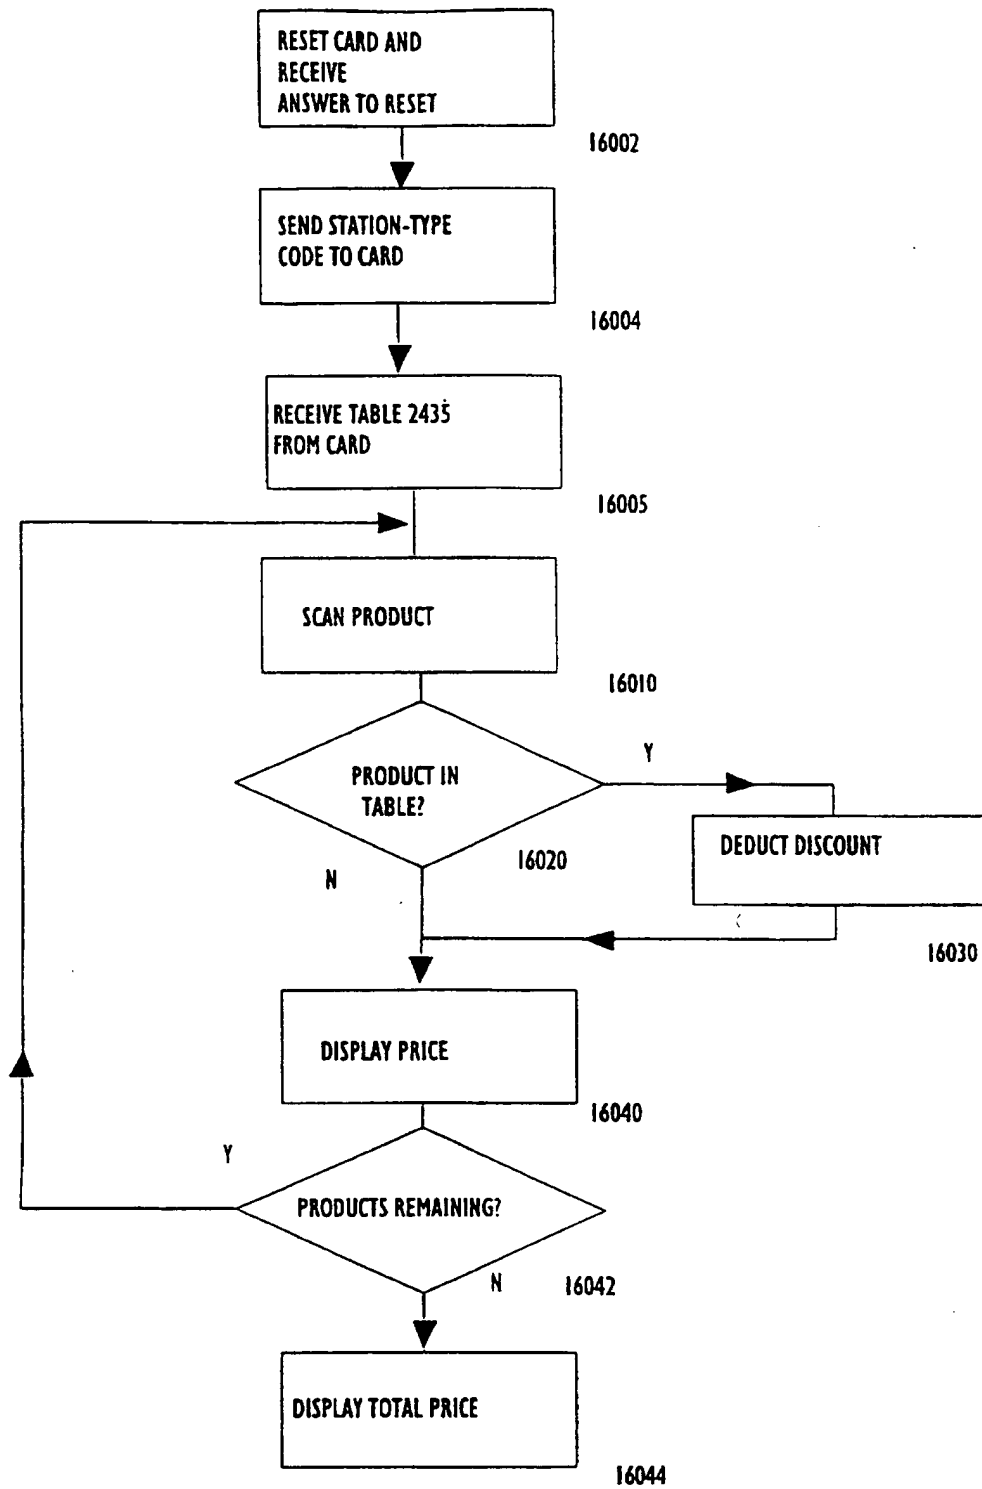 RESET CARD AND
RECEIVE
ANSWER TO RESET
16002
SEND STATION-TYPE
CODE TO CARD
16004
RECEIVE TABLE 2435
FROM CARD
16005
SCAN PRODUCT
16010
PRODUCT IN
TABLE?
Y
N
16020
DEDUCT DISCOUNT
16030
DISPLAY PRICE
16040
Y
PRODUCTS REMAINING?
N
16042
DISPLAY TOTAL PRICE
16044